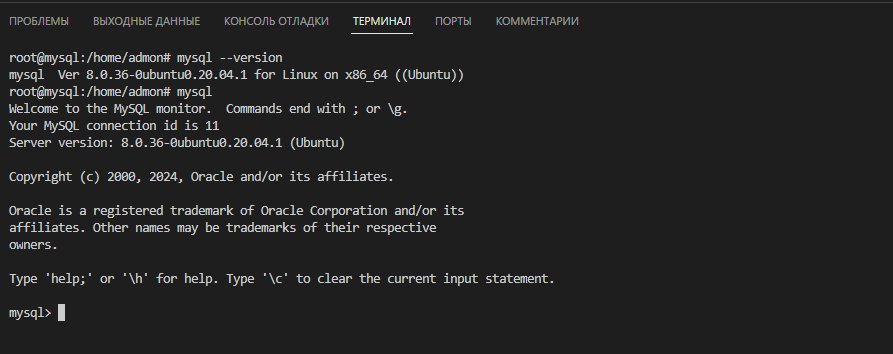 ПРОБЛЕМЫ ВЫХОДНЫЕ ДАННЫЕ КОНСОЛЬ ОТЛАДКИ ТЕРМИНАЛ ПОРТЫ КОММЕНТАРИИ
root@mysql:/home/admon# mysql --version
mysql  Ver 8.0.36-0ubuntu0.20.04.1 for Linux on x86_64 ((Ubuntu))
root@mysql:/home/admon# mysql
Welcome to the MySQL monitor.  Commands end with ; or \g.
Your MySQL connection id is 11
Server version: 8.0.36-0ubuntu0.20.04.1 (Ubuntu)
Copyright (c) 2000, 2024, Oracle and/or its affiliates.
Oracle is a registered trademark of Oracle Corporation and/or its
affiliates. Other names may be trademarks of their respective
owners.
Type 'help;' or '\h' for help. Type '\c' to clear the current input statement.
mysql>